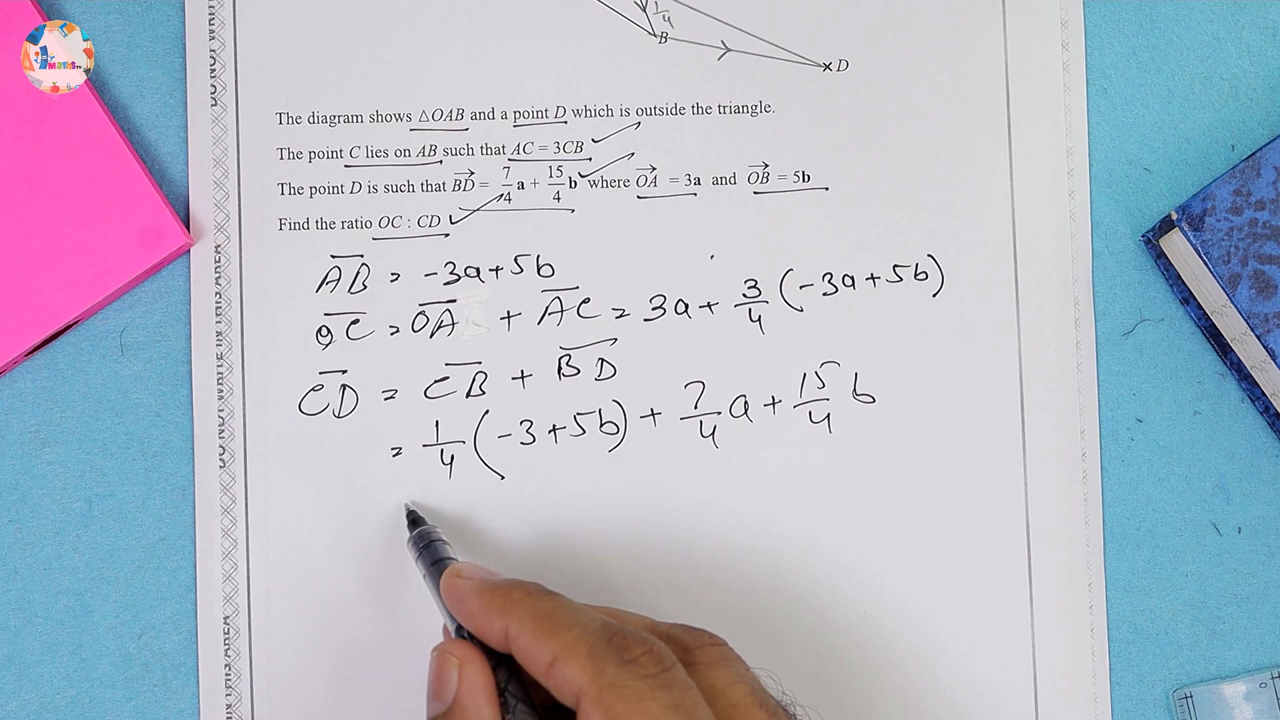 1/4
B
D
The diagram shows △OAB and a point D which is outside the triangle.
The point C lies on AB such that AC = 3CB
The point D is such that BD→ = 7/4 a + 15/4 b where OA→ = 3a and OB→ = 5b
Find the ratio OC : CD
AB = -3a+5b
OC = OA + AC = 3a + 3/4 (-3a+5b)
CD = CB + BD
= 1/4 (-3+5b) + 7/4 a + 15/4 b